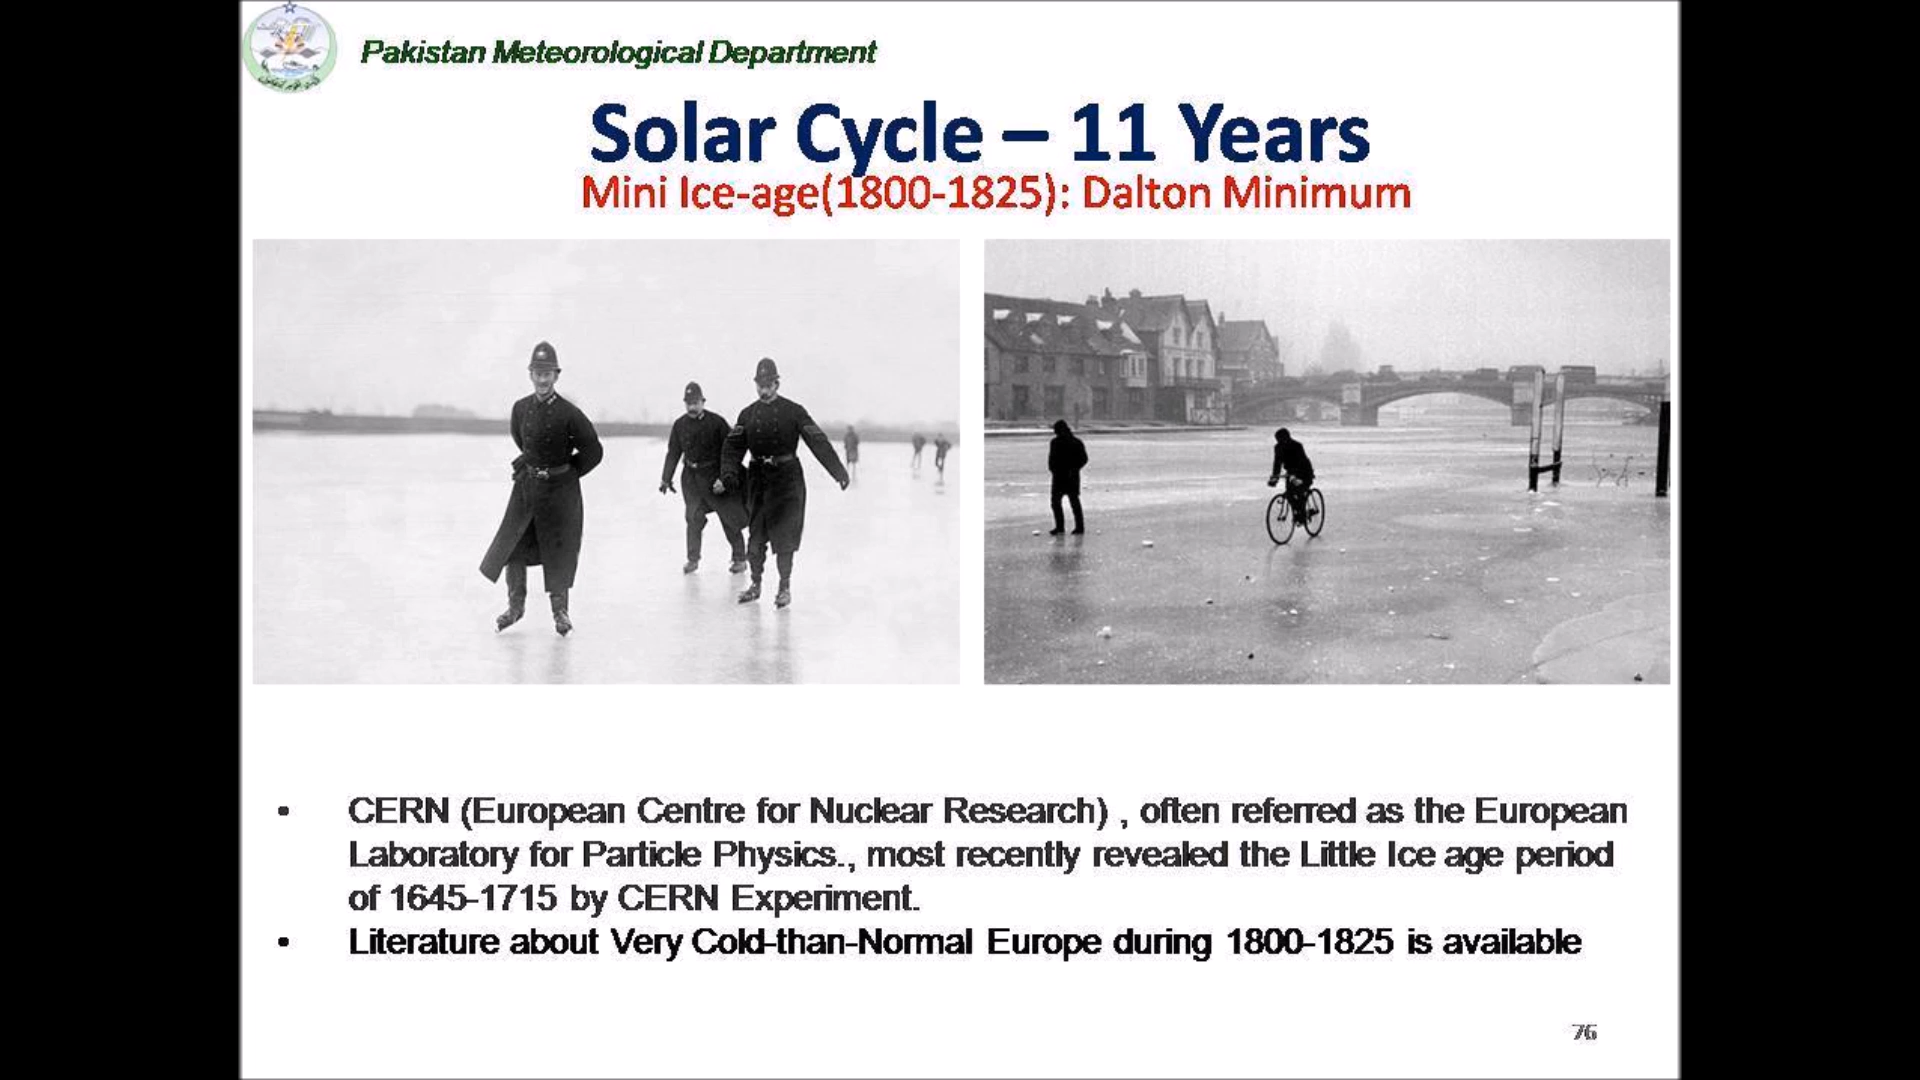 Pakistan Meteorological Department
Solar Cycle – 11 Years
Mini Ice-age(1800-1825): Dalton Minimum
• CERN (European Centre for Nuclear Research) , often referred as the European
Laboratory for Particle Physics., most recently revealed the Little Ice age period
of 1645-1715 by CERN Experiment.
• Literature about Very Cold-than-Normal Europe during 1800-1825 is available
76